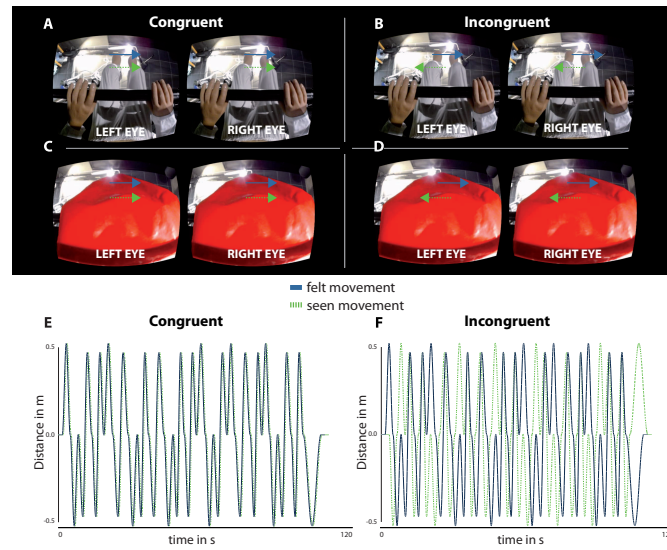 Congruent
Incongruent
A
B
LEFT EYE
RIGHT EYE
LEFT EYE
RIGHT EYE
C
D
LEFT EYE
RIGHT EYE
LEFT EYE
RIGHT EYE
felt movement
seen movement
E
Congruent
F
Incongruent
0.5
0.5
Distance in m
0.0
Distance in m
0.0
-0.5
-0.5
time in s
120
time in s